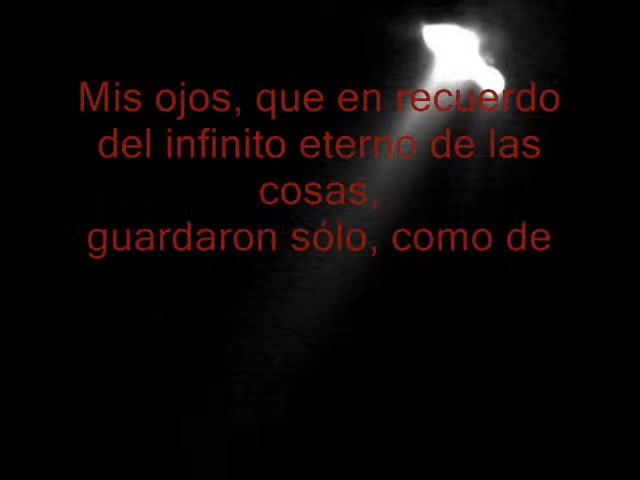 Mis ojos, que en recuerdo
del infinito eterno de las
cosas,
guardaron sólo, como de